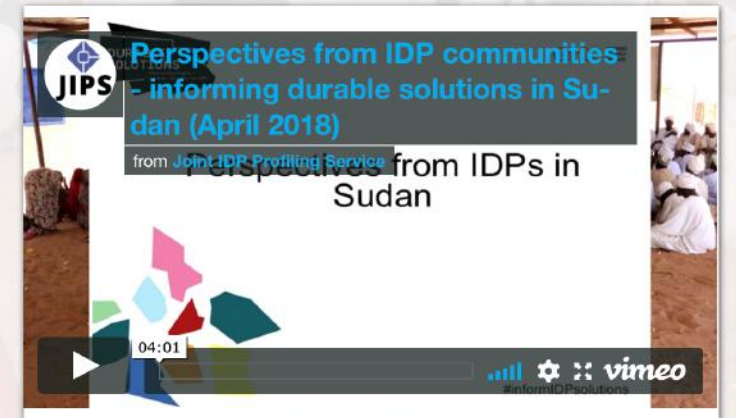 JIPS
Perspectives from IDP communities
- informing durable solutions in Su-
dan (April 2018)
from Joint IDP Profiling Service
Perspectives from IDPs in
Sudan
04:01
vimeo
#informIDPsolutions